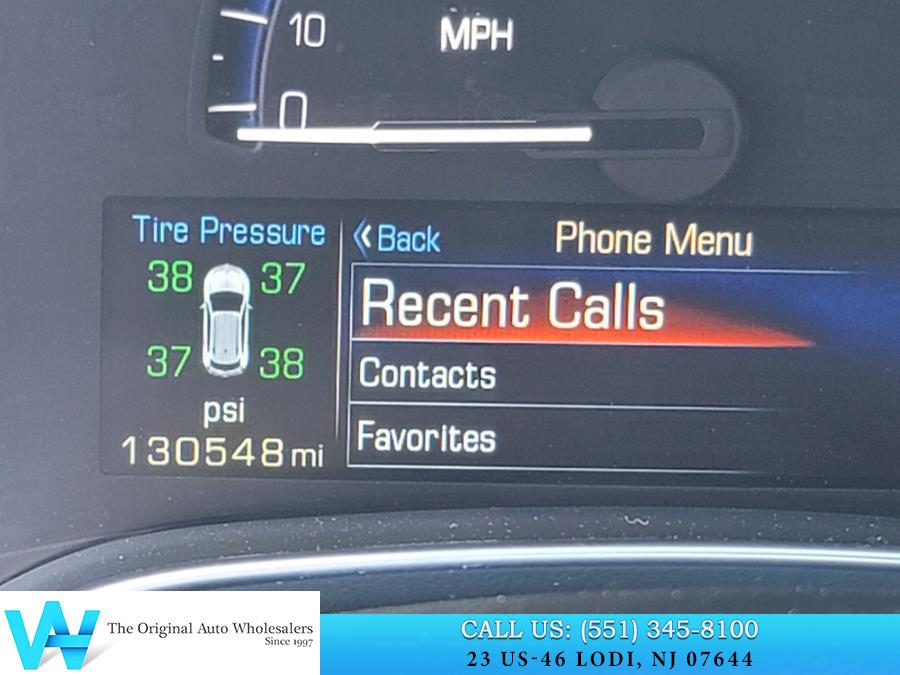 10
MPH
0
Tire Pressure
38 37
37 38
psi
130548 mi
Back
Phone Menu
Recent Calls
Contacts
Favorites
The Original Auto Wholesalers
Since 1997
CALL US: (551) 345-8100
23 US-46 LODI, NJ 07644